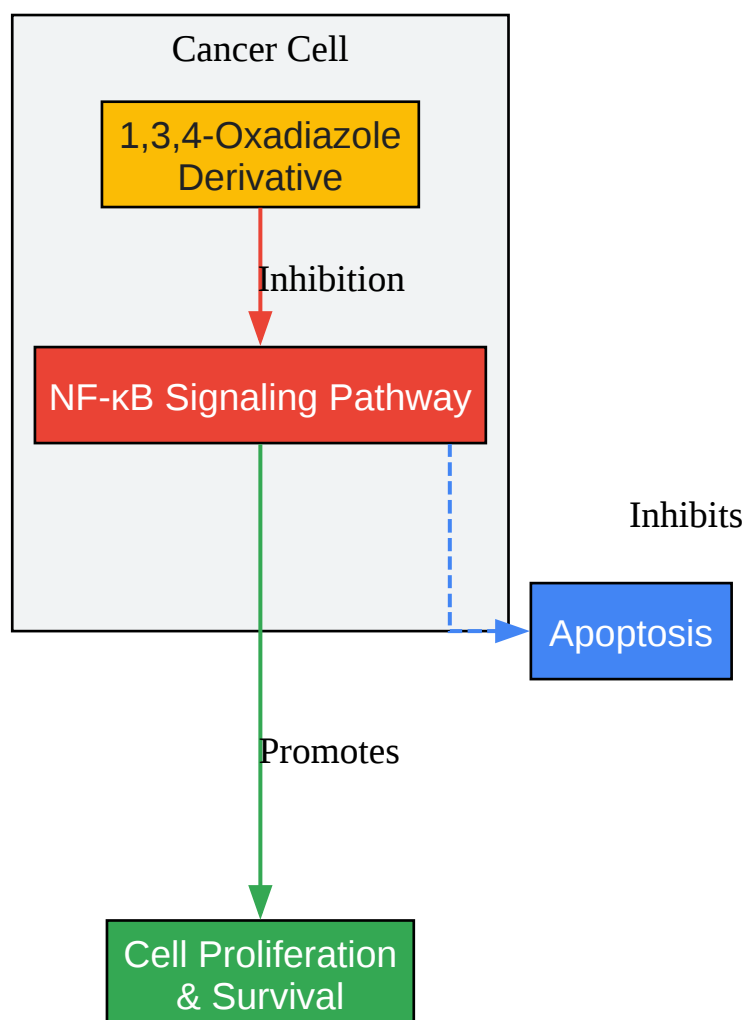 Cancer Cell
1,3,4-Oxadiazole
Derivative
Inhibition
NF-κB Signaling Pathway
Inhibits
Apoptosis
Promotes
Cell Proliferation
& Survival